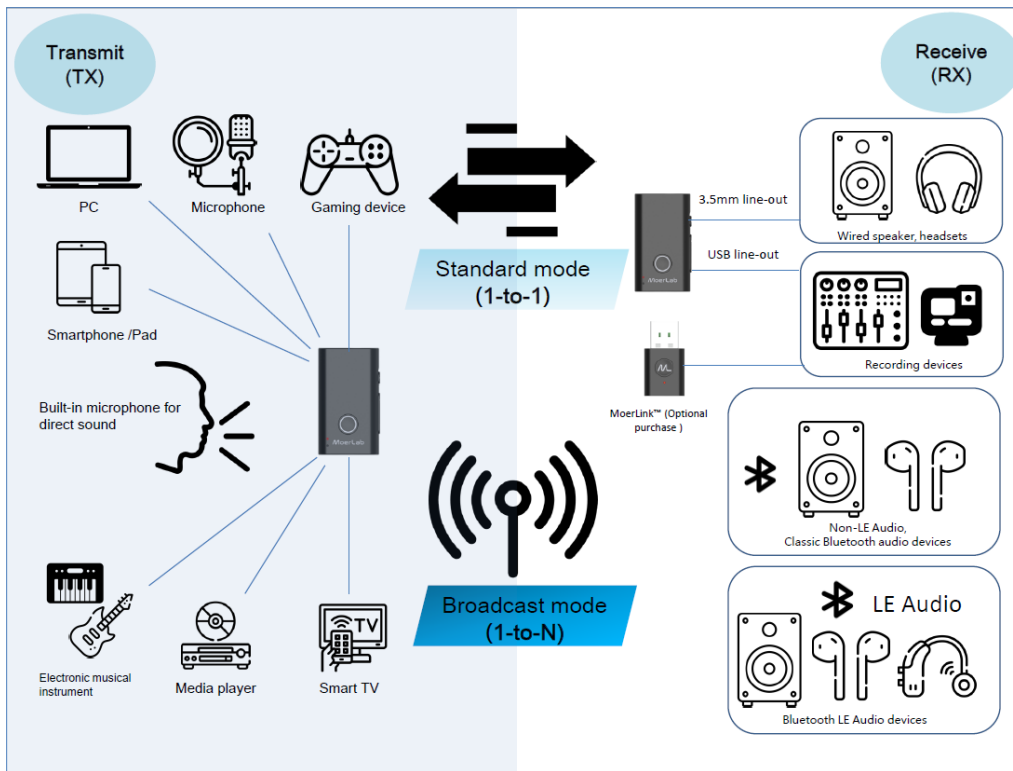 Transmit
(TX)
Receive
(RX)
PC
Microphone
Gaming device
Smartphone /Pad
Built-in microphone for
direct sound
MoerLab
Electronic musical
instrument
Media player
TV
Smart TV
Standard mode
(1-to-1)
Broadcast mode
(1-to-N)
3.5mm line-out
USB line-out
MoerLab
M
MoerLink™ (Optional
purchase )
Wired speaker, headsets
Recording devices
Non-LE Audio,
Classic Bluetooth audio devices
LE Audio
Bluetooth LE Audio devices